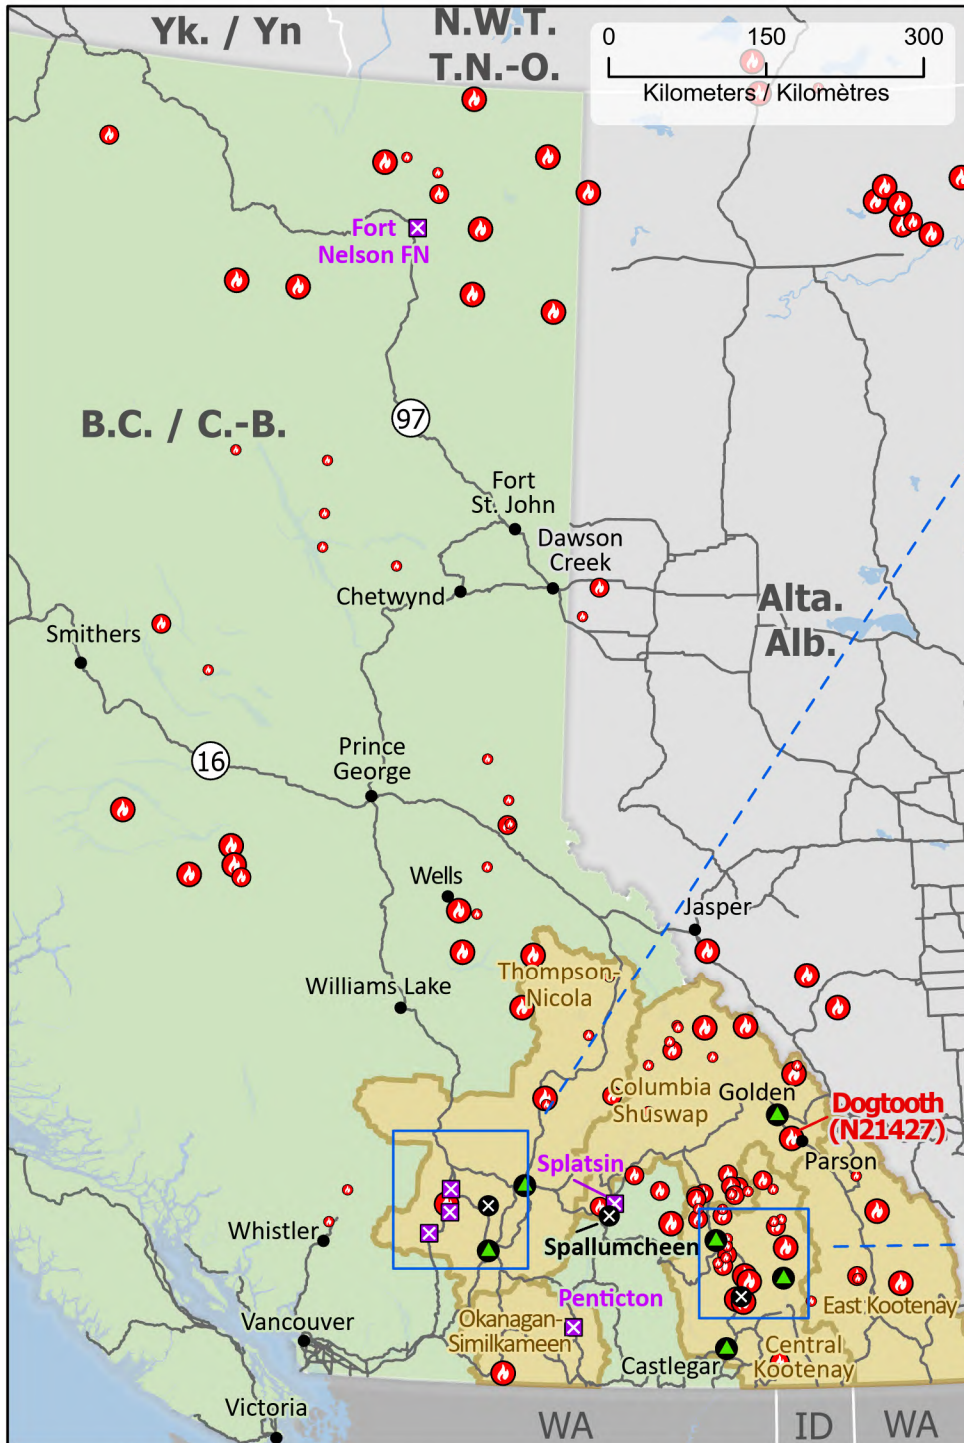 Yk. / Yn
N.W.T.
T.N.-O.
0 150 300
Kilometers / Kilomètres
Fort
Nelson FN
B.C. / C.-B.
97
Fort
St. John
Dawson
Creek
Chetwynd
Alta.
Alb.
Smithers
16
Prince
George
Wells
Jasper
Thompson-
Nicola
Williams Lake
Columbia
Shuswap
Golden
Dogtooth
(N21427)
Parson
Splatsin
Whistler
Spallumcheen
Penticton
Vancouver
Okanagan-
Similkameen
East Kootenay
Castlegar
Central
Kootenay
Victoria
WA
ID
WA